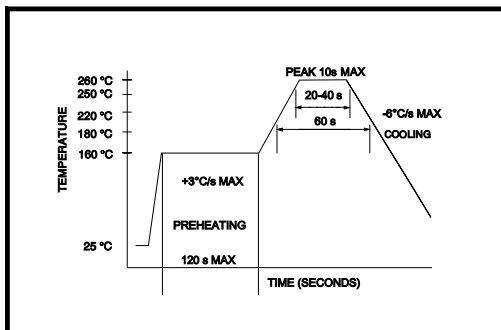 PEAK 10s MAX
260 °C
250 °C
20-40 s
220 °C
-6°C/s MAX
60 s
180 °C
COOLING
160 °C
TEMPERATURE
+3°C/s MAX
PREHEATING
25 °C
120 s MAX
TIME (SECONDS)